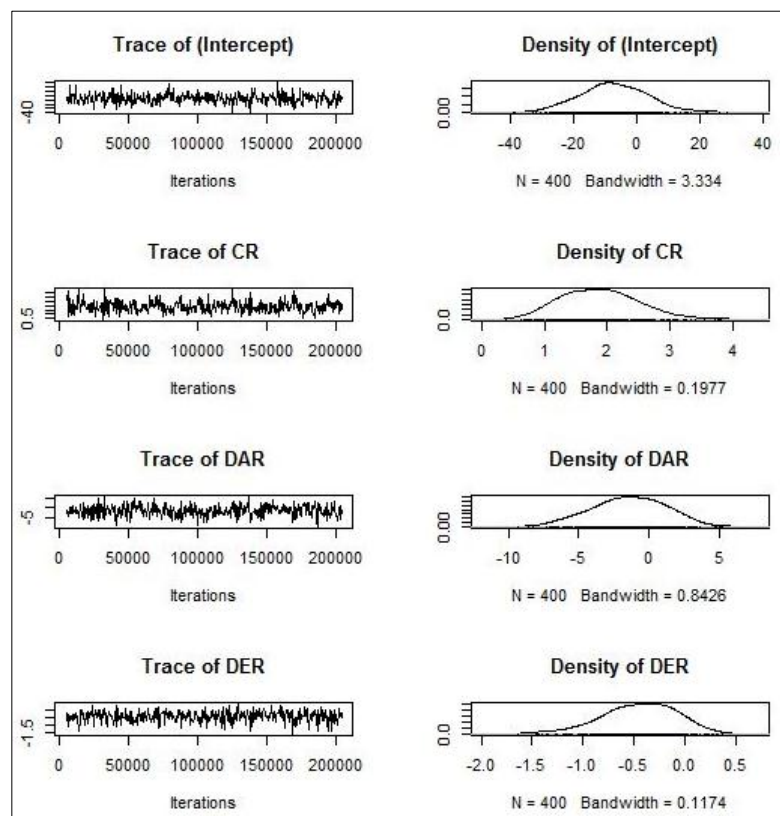 Trace of (Intercept)
-40
0 50000 100000 150000 200000
Iterations
Density of (Intercept)
0.00
-40 -20 0 20 40
N = 400 Bandwidth = 3.334
Trace of CR
0.5
0 50000 100000 150000 200000
Iterations
Density of CR
0.0
0 1 2 3 4
N = 400 Bandwidth = 0.1977
Trace of DAR
-5
0 50000 100000 150000 200000
Iterations
Density of DAR
0.00
-10 -5 0 5
N = 400 Bandwidth = 0.8426
Trace of DER
-1.5
0 50000 100000 150000 200000
Iterations
Density of DER
0.0
-2.0 -1.5 -1.0 -0.5 0.0 0.5
N = 400 Bandwidth = 0.1174